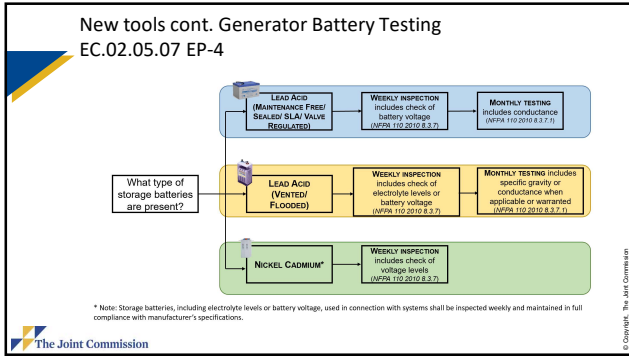 New tools cont. Generator Battery Testing
EC.02.05.07 EP-4
What type of
storage batteries
are present?
LEAD ACID
(MAINTENANCE FREE/
SEALED/ SLA/ VALVE
REGULATED)
WEEKLY INSPECTION
includes check of
battery voltage
(NFPA 110 2010 8.3.7)
MONTHLY TESTING
includes conductance
(NFPA 110 2010 8.3.7.1)
LEAD ACID
(VENTED/
FLOODED)
WEEKLY INSPECTION
includes check of
electrolyte levels or
battery voltage
(NFPA 110 2010 8.3.7)
MONTHLY TESTING includes
specific gravity or
conductance when
applicable or warranted
(NFPA 110 2010 8.3.7.1)
NICKEL CADMIUM*
WEEKLY INSPECTION
includes check of
voltage levels
(NFPA 110 2010 8.3.7)
* Note: Storage batteries, including electrolyte levels or battery voltage, used in connection with systems shall be inspected weekly and maintained in full
compliance with manufacturer's specifications.
The Joint Commission
© Copyright, The Joint Commission